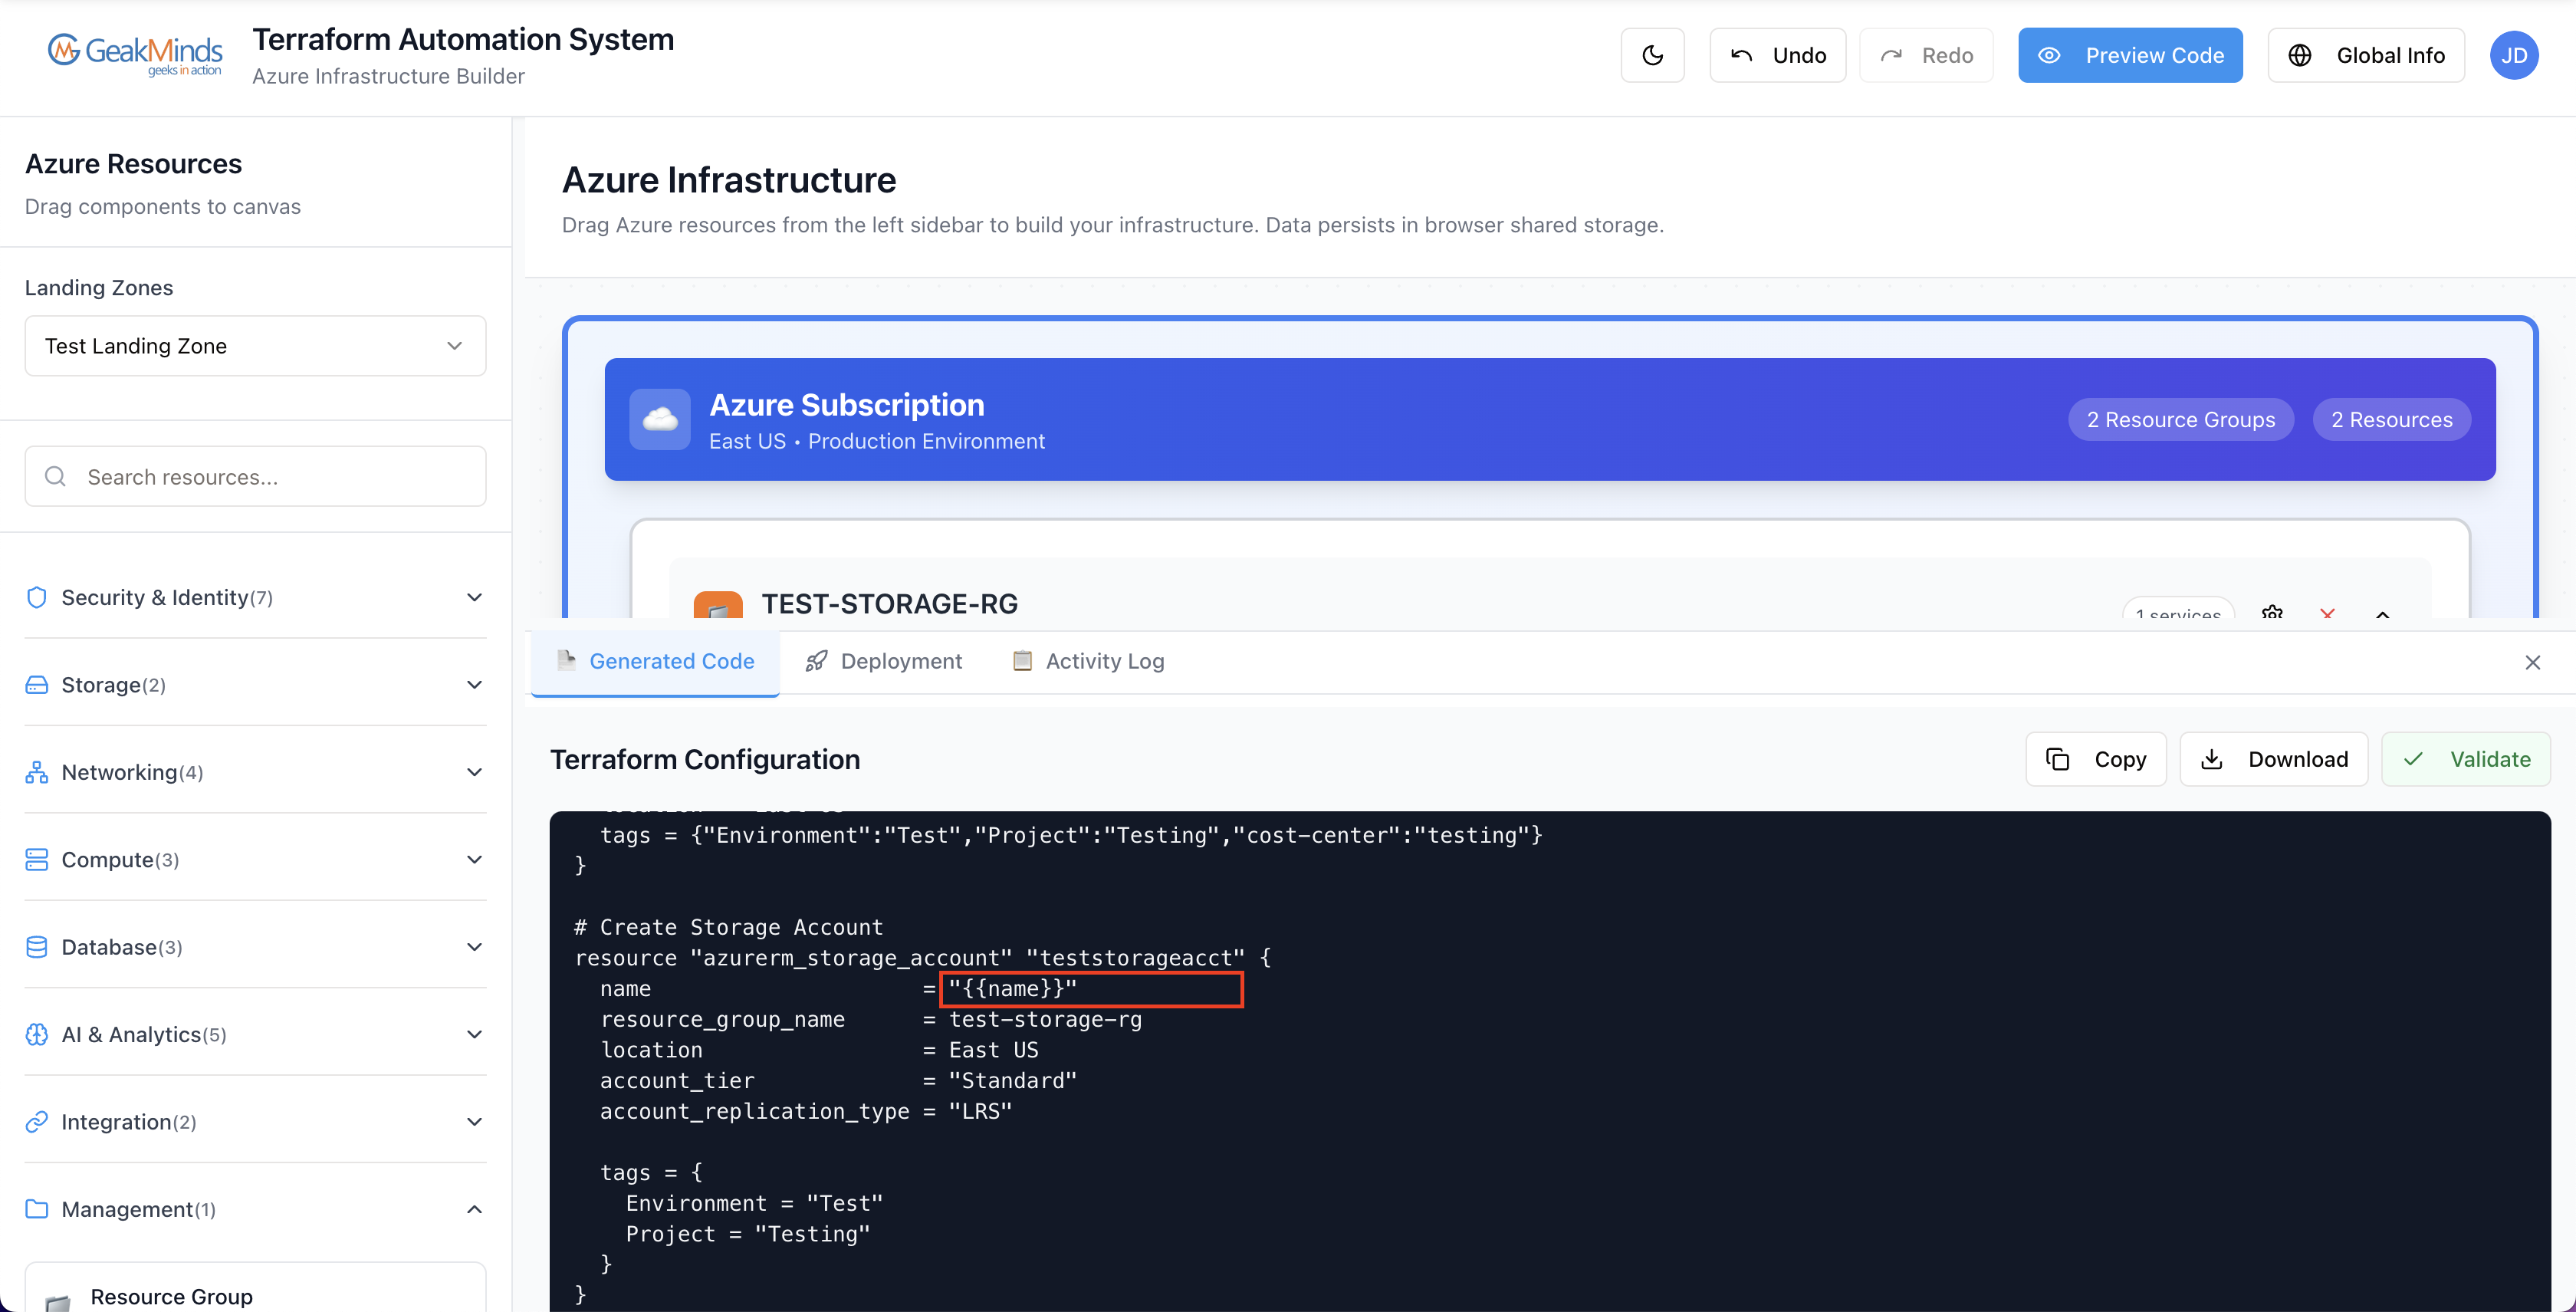 GeakMinds
geeks in action
Terraform Automation System
Azure Infrastructure Builder
Undo
Redo
Preview Code
Global Info
JD
Azure Resources
Drag components to canvas
Landing Zones
Test Landing Zone
Search resources...
Security & Identity(7)
Storage(2)
Networking(4)
Compute(3)
Database(3)
AI & Analytics(5)
Integration(2)
Management(1)
Resource Group
Azure Infrastructure
Drag Azure resources from the left sidebar to build your infrastructure. Data persists in browser shared storage.
Azure Subscription
East US • Production Environment
2 Resource Groups
2 Resources
TEST-STORAGE-RG
1 services
Generated Code
Deployment
Activity Log
Terraform Configuration
Copy
Download
Validate
tags = {"Environment":"Test","Project":"Testing","cost-center":"testing"}
}
# Create Storage Account
resource "azurerm_storage_account" "teststorageacct" {
name = "{{name}}"
resource_group_name = test-storage-rg
location = East US
account_tier = "Standard"
account_replication_type = "LRS"
tags = {
Environment = "Test"
Project = "Testing"
}
}